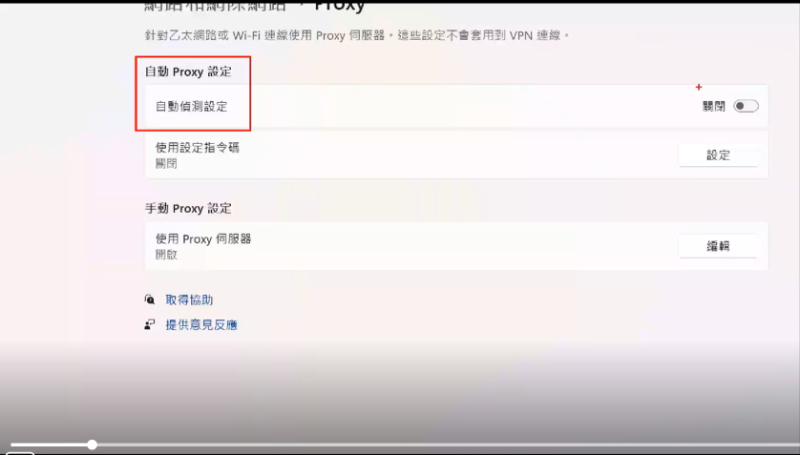 網路和網際網路 › Proxy
針對乙太網路或 Wi-Fi 連線使用 Proxy 伺服器。這些設定不會套用到 VPN 連線。
自動 Proxy 設定
自動偵測設定
關閉
使用設定指令碼
關閉
設定
手動 Proxy 設定
使用 Proxy 伺服器
開啟
編輯
取得協助
提供意見反應